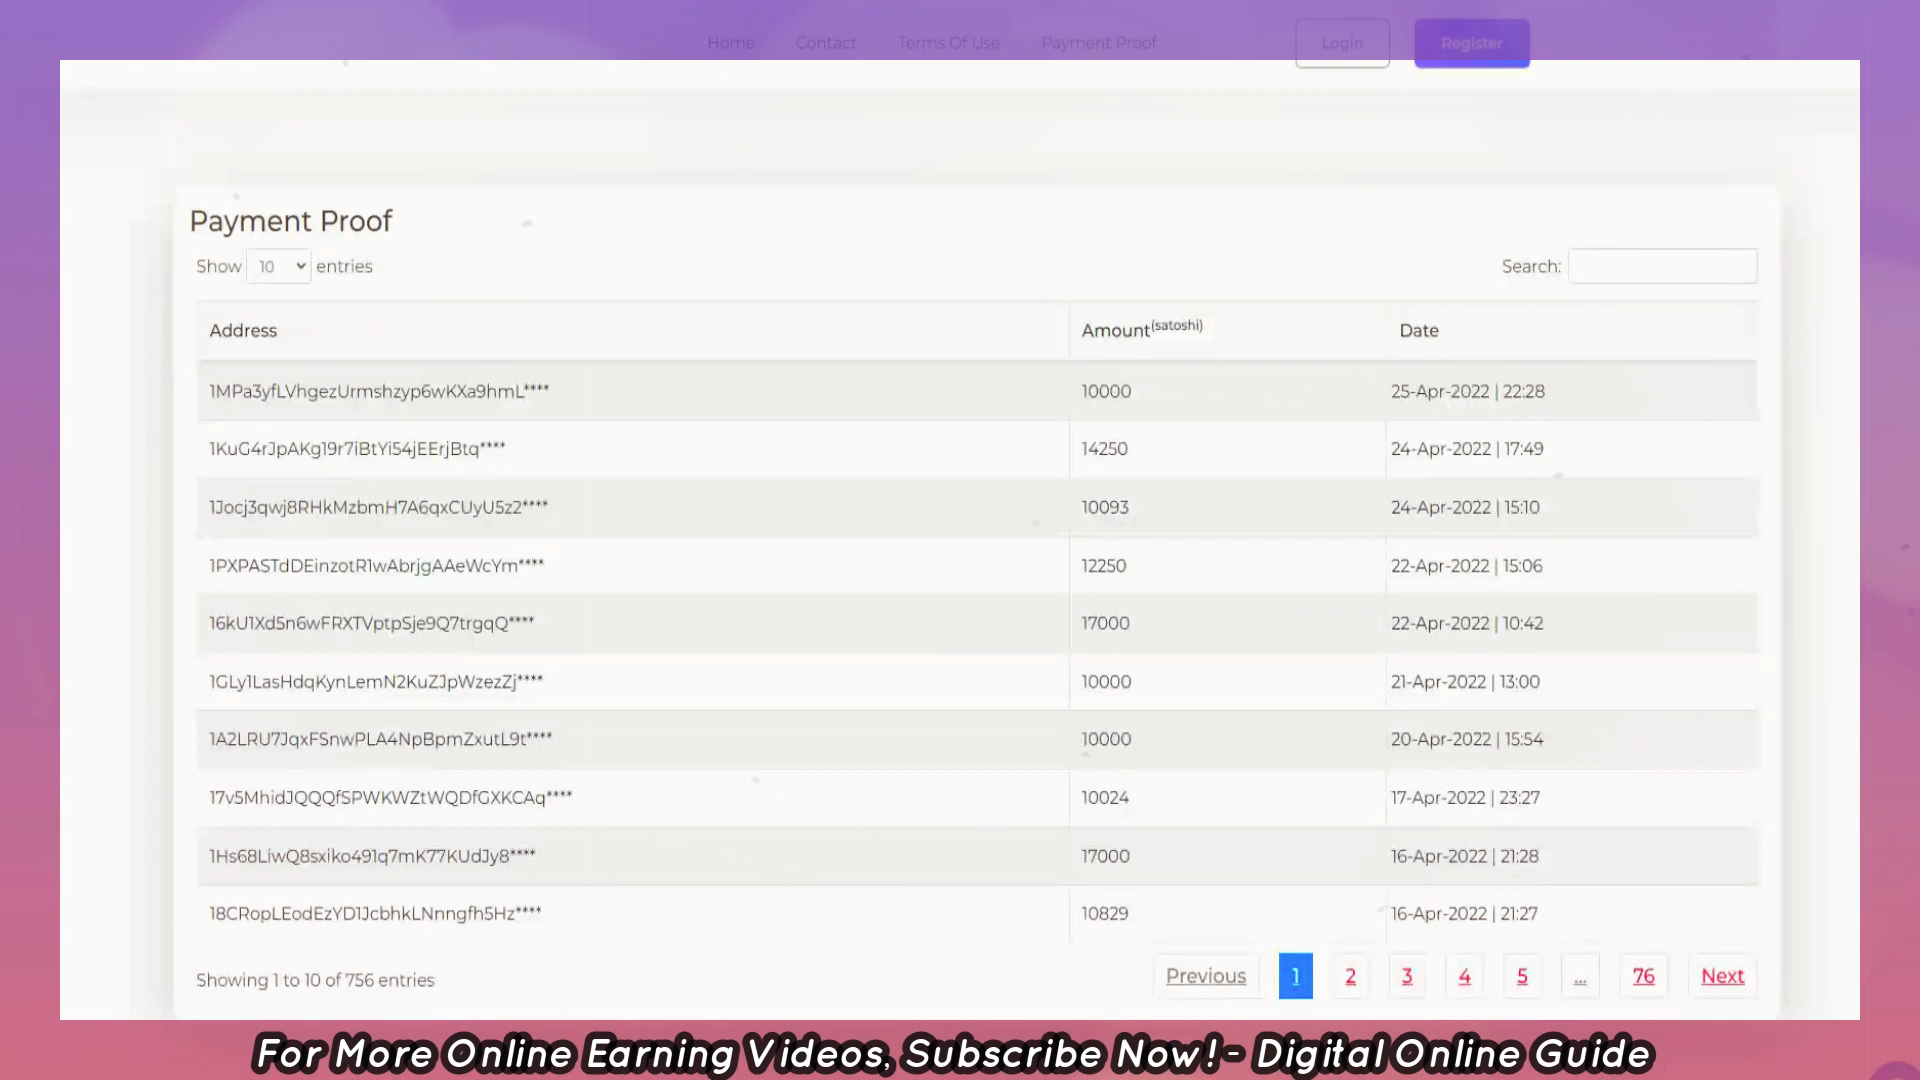 Home Contact Terms Of Use Payment Proof Login Register
Payment Proof
Show 10 entries Search:
Address Amount(satoshi) Date
1MPa3yfLVhgezUrmshzyp6wKXa9hmL**** 10000 25-Apr-2022 | 22:28
1KuG4rJpAKg19r7iBtYi54jEErjBtq**** 14250 24-Apr-2022 | 17:49
1Jocj3qwj8RHkMzbmH7A6qxCUyU5z2**** 10093 24-Apr-2022 | 15:10
1PXPASTdDEinzotR1wAbrjgAAeWcYm**** 12250 22-Apr-2022 | 15:06
16kU1Xd5n6wFRXTVptpSje9Q7trgqQ**** 17000 22-Apr-2022 | 10:42
1GLy1LasHdqKynLemN2KuZJpWzezZj**** 10000 21-Apr-2022 | 13:00
1A2LRU7JqxFSnwPLA4NpBpmZxutL9t**** 10000 20-Apr-2022 | 15:54
17v5MhidJQQQfSPWKWZtWQDfGXKCAq**** 10024 17-Apr-2022 | 23:27
1Hs68LiwQ8sxiko491q7mK77KUdJy8**** 17000 16-Apr-2022 | 21:28
18CRopLEodEzYD1JcbhkLNnngfh5Hz**** 10829 16-Apr-2022 | 21:27
Showing 1 to 10 of 756 entries Previous 1 2 3 4 5 ... 76 Next
For More Online Earning Videos, Subscribe Now! - Digital Online Guide